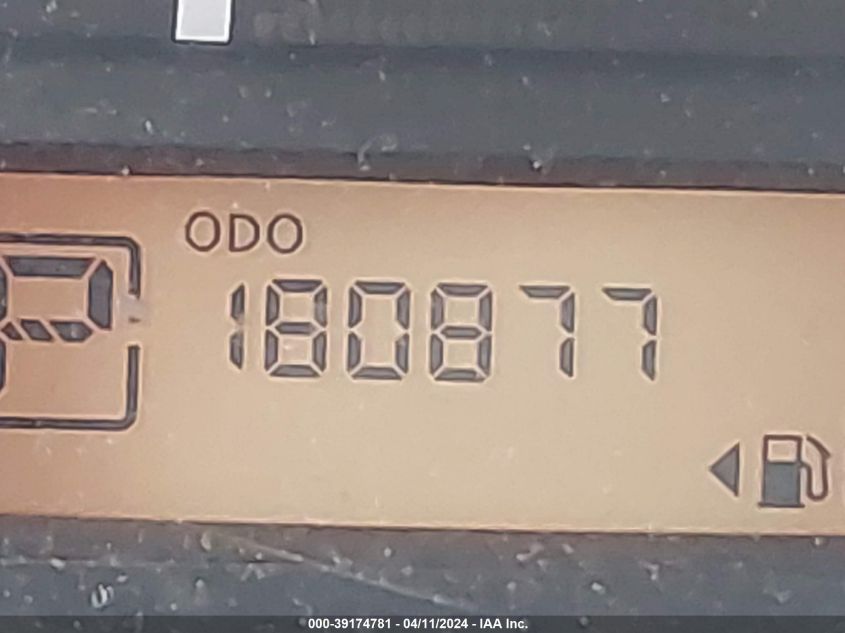 ODO
P
180877
000-39174781 - 04/11/2024 - IAA Inc.